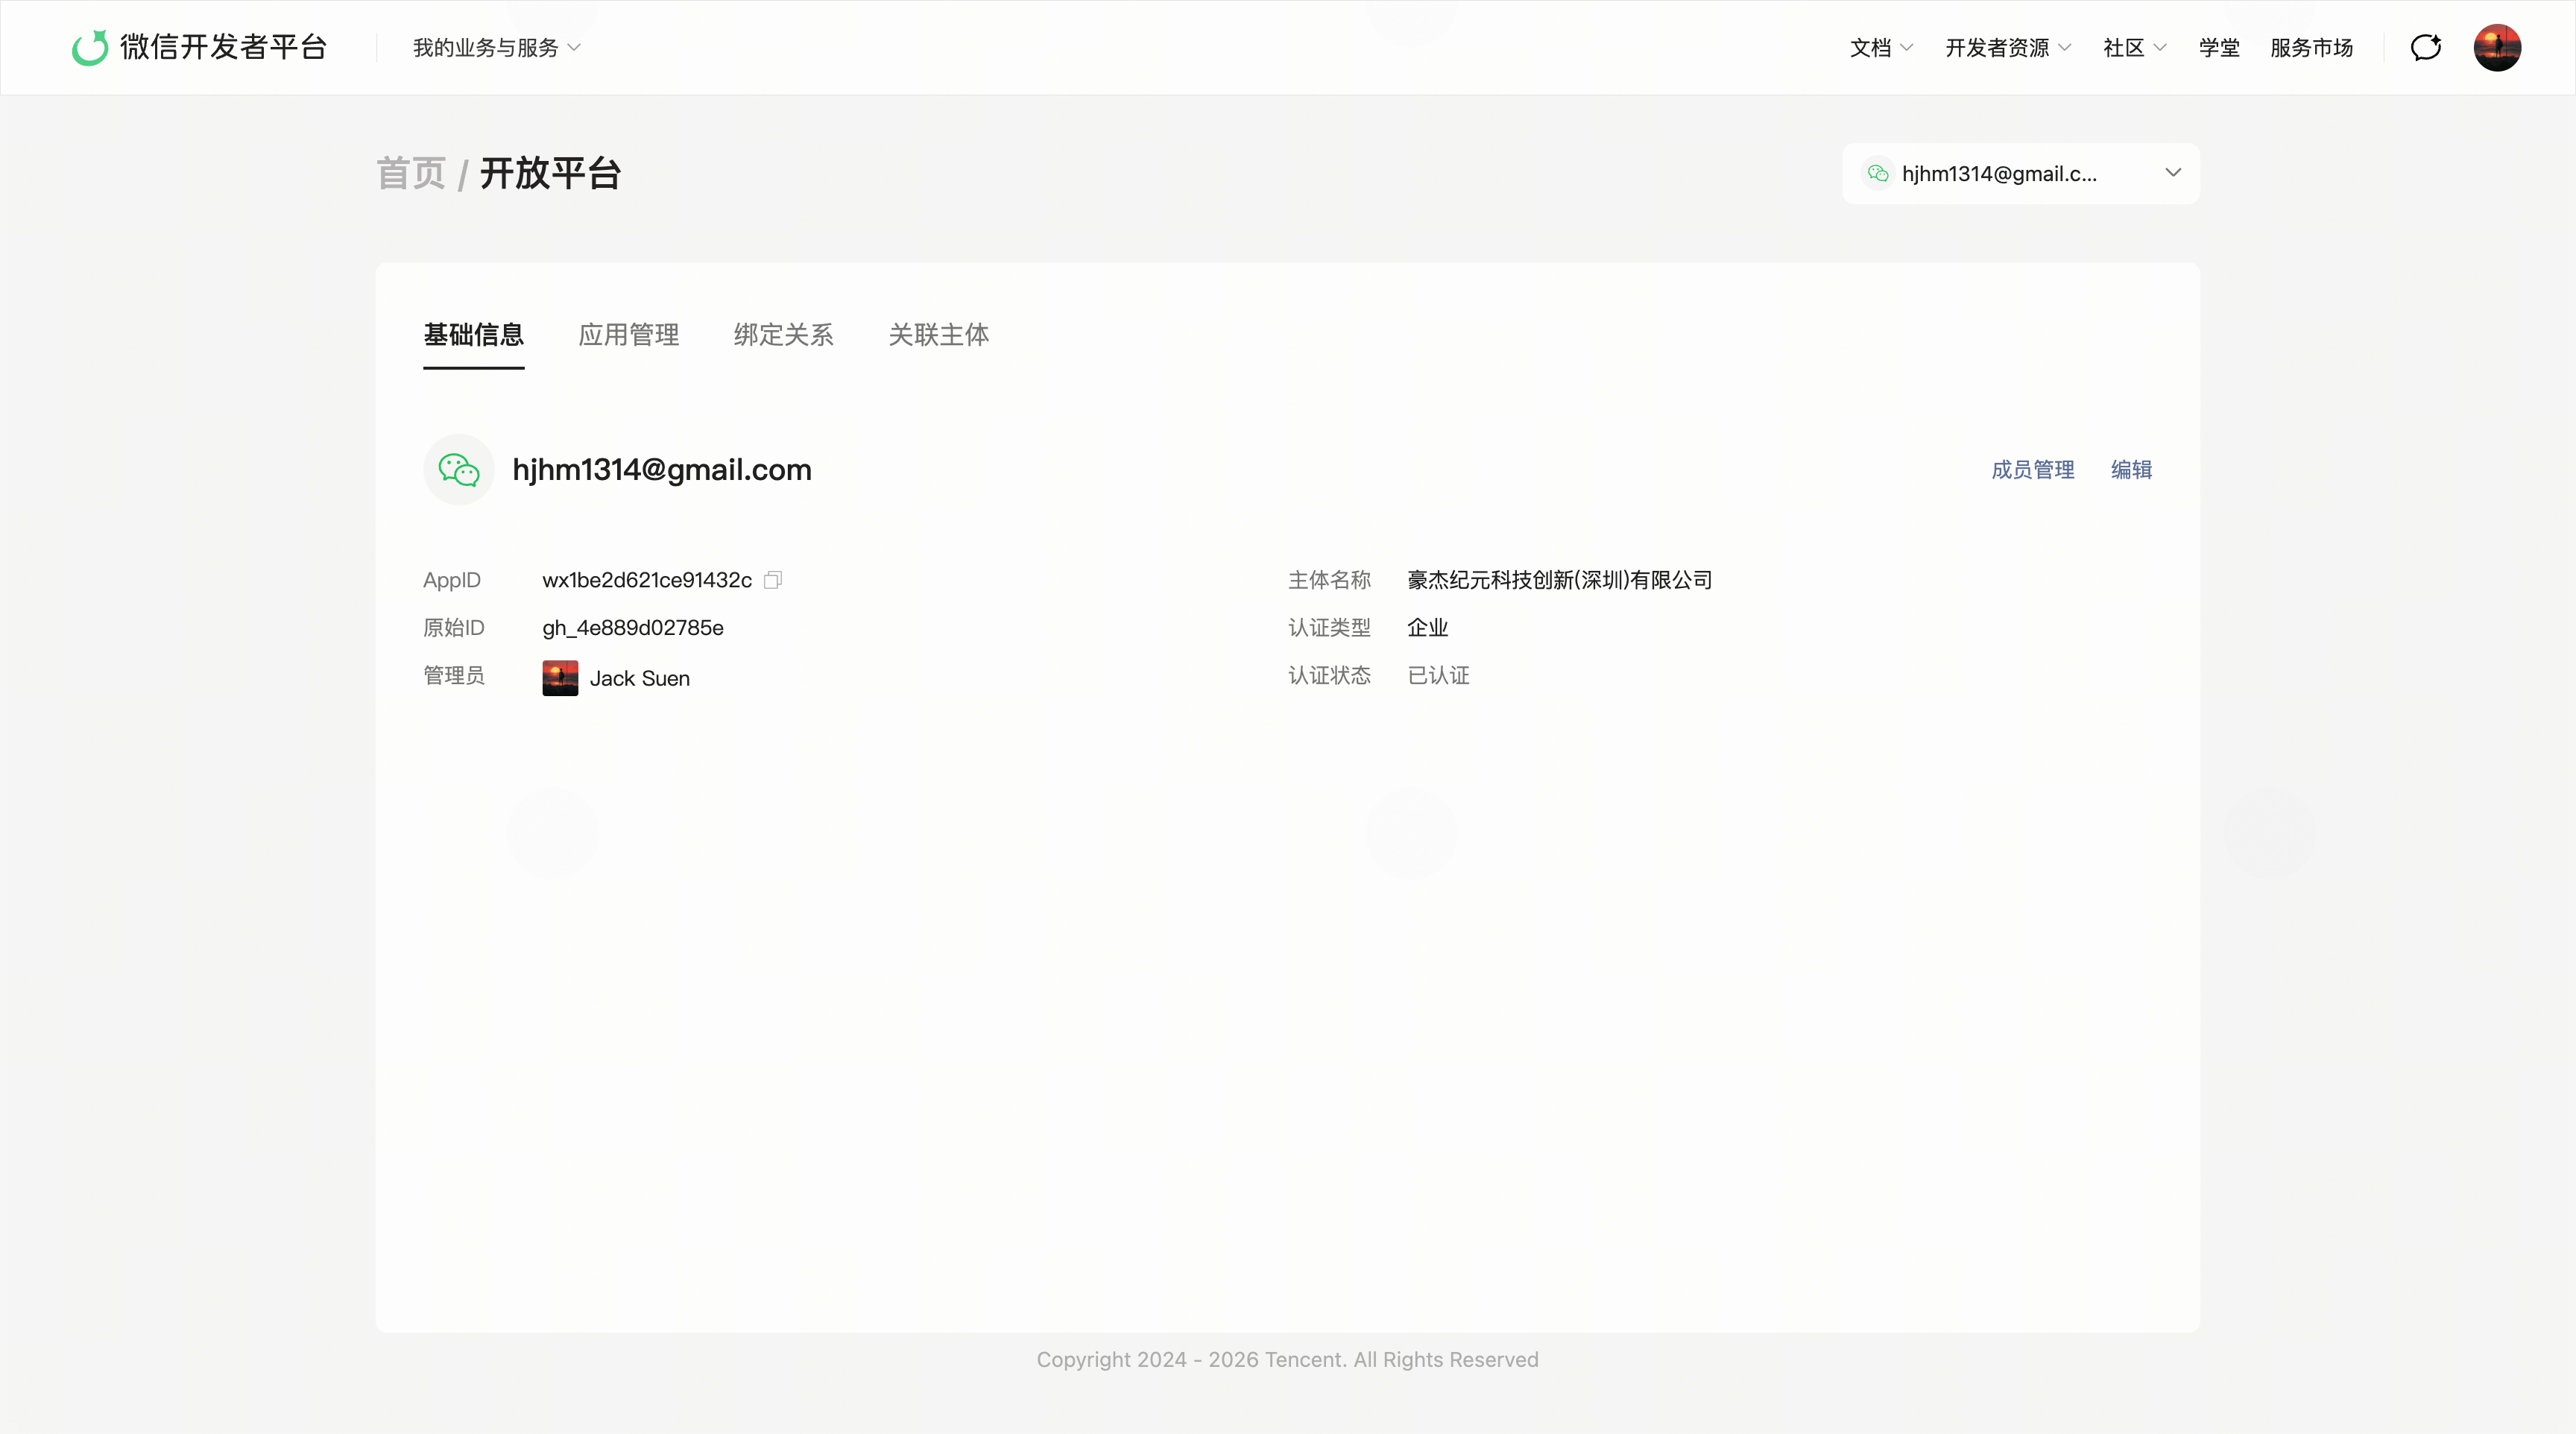 微信开发者平台 我的业务与服务 文档 开发者资源 社区 学堂 服务市场
首页 / 开放平台 hjhm1314@gmail.c...
基础信息 应用管理 绑定关系 关联主体
hjhm1314@gmail.com 成员管理 编辑
AppID wx1be2d621ce91432c 主体名称 豪杰纪元科技创新(深圳)有限公司
原始ID gh_4e889d02785e 认证类型 企业
管理员 Jack Suen 认证状态 已认证
Copyright 2024 - 2026 Tencent. All Rights Reserved